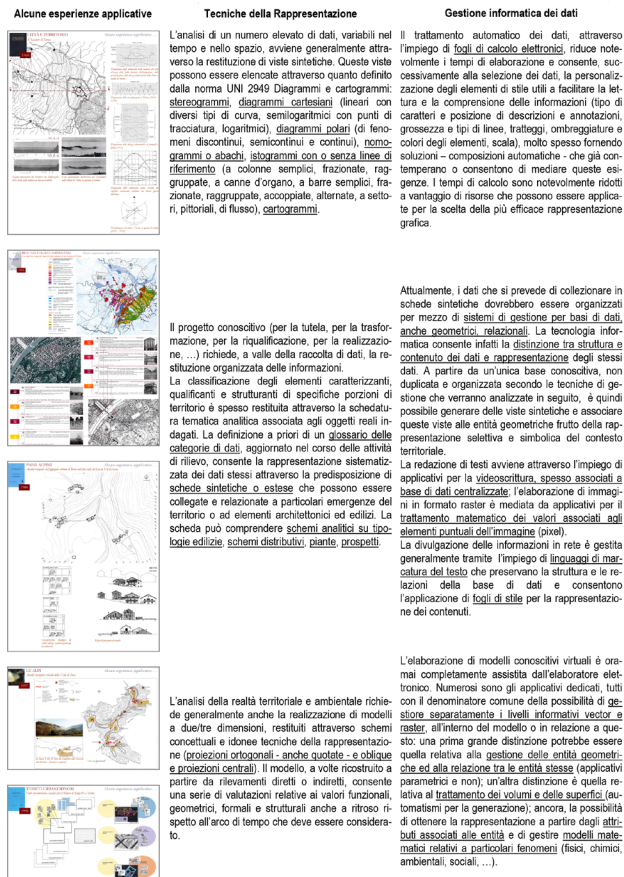 Alcune esperienze applicative
Tecniche della Rappresentazione
Gestione informatica dei dati
L'analisi di un numero elevato di dati, variabili nel
tempo e nello spazio, avviene generalmente attra-
verso la restituzione di viste sintetiche. Queste viste
possono essere elencate attraverso quanto definito
dalla norma UNI 2949 Diagrammi e cartogrammi:
stereogrammi, diagrammi cartesiani (lineari con
diversi tipi di curva, semilogaritmici con punti di
tracciatura, logaritmici), diagrammi polari (di feno-
meni discontinui, semicontinui e continui), nomo-
grammi o abachi, istogrammi con o senza linee di
riferimento (a colonne semplici, frazionate, rag-
gruppate, a canne d'organo, a barre semplici, fra-
zionate, raggruppate, accoppiate, alternate, a setto-
ri, pittoriali, di flusso), cartogrammi.
Il trattamento automatico dei dati, attraverso
l'impiego di fogli di calcolo elettronici, riduce note-
volmente i tempi di elaborazione e consente, suc-
cessivamente alla selezione dei dati, la personaliz-
zazione degli elementi di stile utili a facilitare la let-
tura e la comprensione delle informazioni (tipo di
caratteri e posizione di descrizioni e annotazioni,
grossezza e tipi di linee, tratteggi, ombreggiature e
colori degli elementi, scala), molto spesso fornendo
soluzioni – composizioni automatiche - che già con-
temperano o consentono di mediare queste esi-
genze. I tempi di calcolo sono notevolmente ridotti
a vantaggio di risorse che possono essere applica-
te per la scelta della più efficace rappresentazione
grafica.
Il progetto conoscitivo (per la tutela, per la trasfor-
mazione, per la riqualificazione, per la realizzazio-
ne, …) richiede, a valle della raccolta di dati, la re-
stituzione organizzata delle informazioni.
La classificazione degli elementi caratterizzanti,
qualificanti e strutturanti di specifiche porzioni di
territorio è spesso restituita attraverso la schedatu-
ra tematica analitica associata agli oggetti reali in-
dagati. La definizione a priori di un glossario delle
categorie di dati, aggiornato nel corso delle attività
di rilievo, consente la rappresentazione sistematiz-
zata dei dati stessi attraverso la predisposizione di
schede sintetiche o estese che possono essere
collegate e relazionate a particolari emergenze del
territorio o ad elementi architettonici ed edilizi. La
scheda può comprendere schemi analitici su tipo-
logie edilizie, schemi distributivi, piante, prospetti.
Attualmente, i dati che si prevede di collezionare in
schede sintetiche dovrebbero essere organizzati
per mezzo di sistemi di gestione per basi di dati,
anche geometrici, relazionali. La tecnologia infor-
matica consente infatti la distinzione tra struttura e
contenuto dei dati e rappresentazione degli stessi
dati. A partire da un'unica base conoscitiva, non
duplicata e organizzata secondo le tecniche di ge-
stione che verranno analizzate in seguito, è quindi
possibile generare delle viste sintetiche e associare
queste viste alle entità geometriche frutto della rap-
presentazione selettiva e simbolica del contesto
territoriale.
La redazione di testi avviene attraverso l'impiego di
applicativi per la videoscrittura, spesso associati a
base di dati centralizzate; l'elaborazione di immagi-
ni in formato raster è mediata da applicativi per il
trattamento matematico dei valori associati agli
elementi puntuali dell'immagine (pixel).
La divulgazione delle informazioni in rete è gestita
generalmente tramite l'impiego di linguaggi di mar-
catura del testo che preservano la struttura e le re-
lazioni della base di dati e consentono
l'applicazione di fogli di stile per la rappresentazio-
ne dei contenuti.
L'analisi della realtà territoriale e ambientale richie-
de generalmente anche la realizzazione di modelli
a due/tre dimensioni, restituiti attraverso schemi
concettuali e idonee tecniche della rappresentazio-
ne (proiezioni ortogonali - anche quotate - e oblique
e proiezioni centrali). Il modello, a volte ricostruito a
partire da rilevamenti diretti o indiretti, consente
una serie di valutazioni relative ai valori funzionali,
geometrici, formali e strutturali anche a ritroso ri-
spetto all'arco di tempo che deve essere considera-
to.
L'elaborazione di modelli conoscitivi virtuali è ora-
mai completamente assistita dall'elaboratore elet-
tronico. Numerosi sono gli applicativi dedicati, tutti
con il denominatore comune della possibilità di ge-
stiore separatamente i livelli informativi vector e
raster, all'interno del modello o in relazione a que-
sto: una prima grande distinzione potrebbe essere
quella relativa alla gestione delle entità geometri-
che ed alla relazione tra le entità stesse (applicativi
parametrici e non); un'altra distinzione è quella re-
lativa al trattamento dei volumi e delle superfici (au-
tomatismi per la generazione); ancora, la possibilità
di ottenere la rappresentazione a partire dagli attri-
buti associati alle entità e di gestire modelli mate-
matici relativi a particolari fenomeni (fisici, chimici,
ambientali, sociali, …).